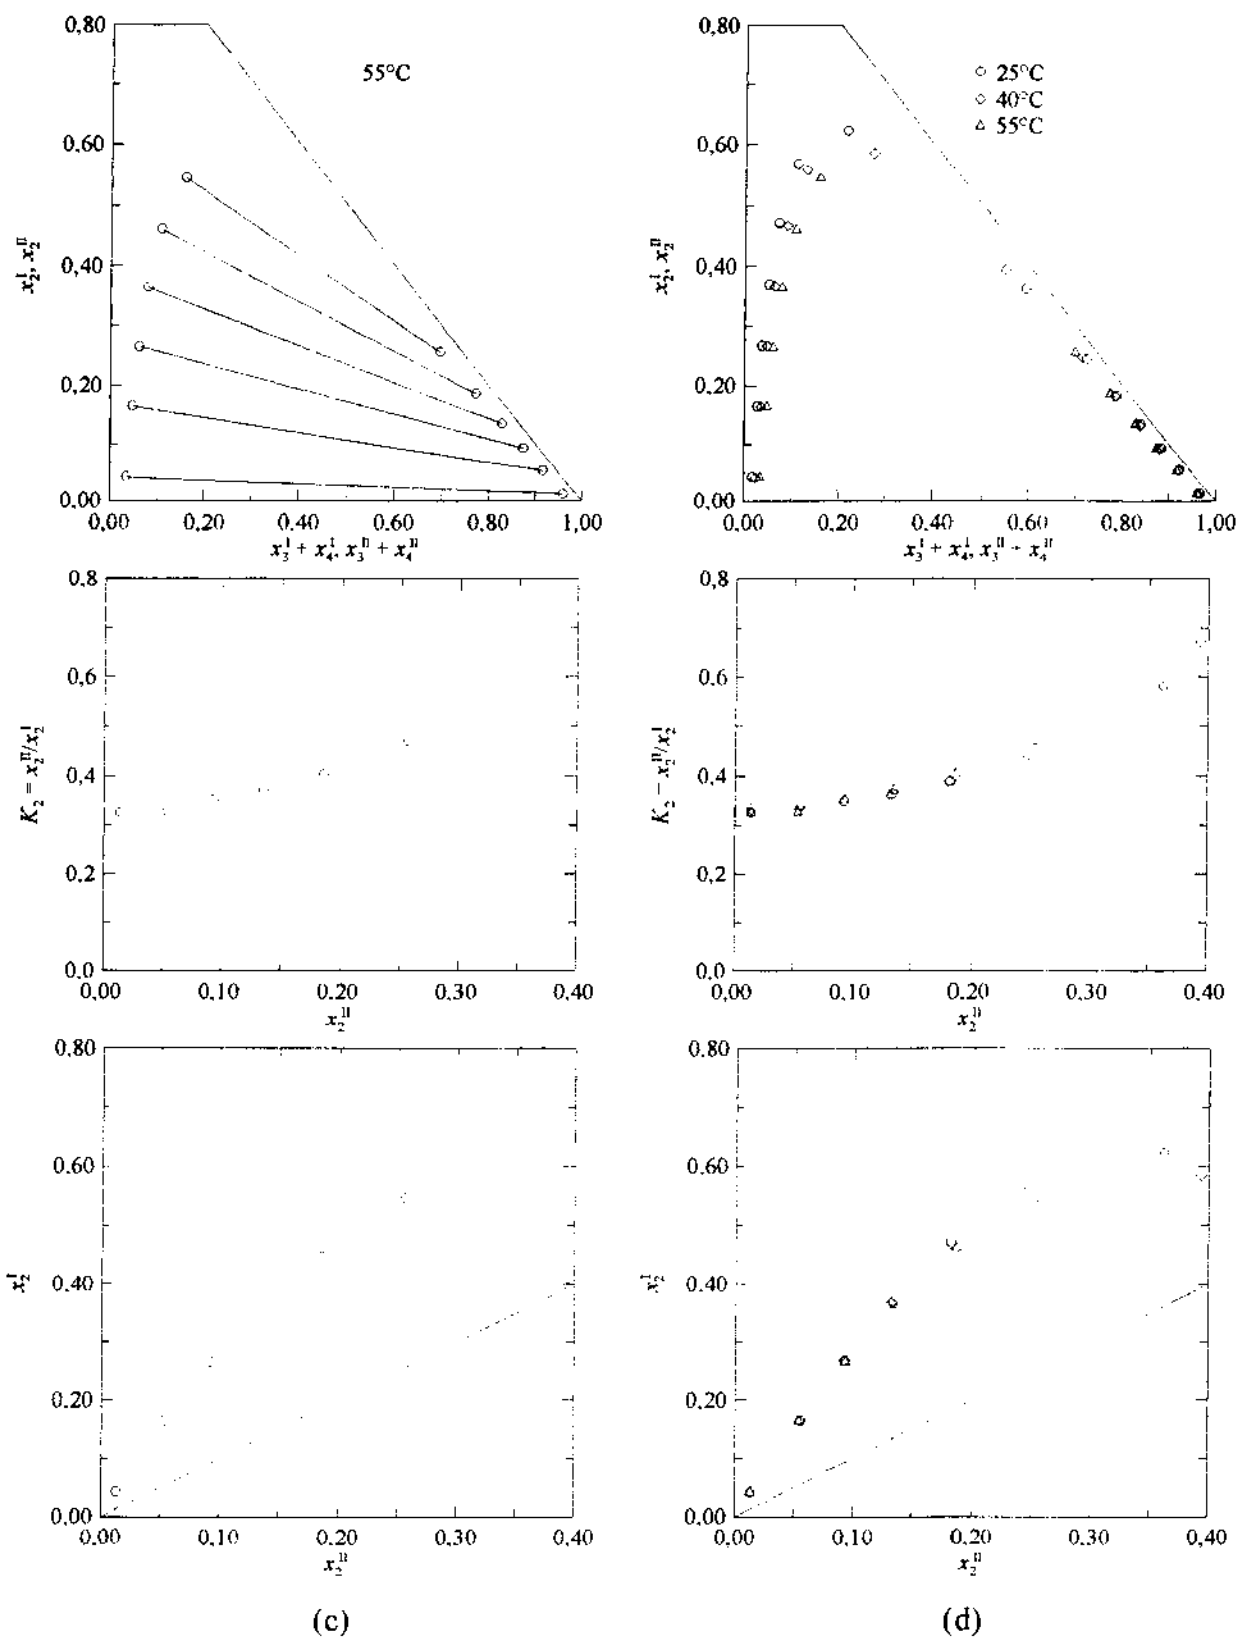 0,80
0,60
0,40
0,20
0,00
x₂ᴵ, x₂ᴵᴵ
55°C
0,00 0,20 0,40 0,60 0,80 1,00
x₃ᴵ + x₄ᴵ, x₃ᴵᴵ + x₄ᴵᴵ
0,80
0,60
0,40
0,20
0,00
x₂ᴵ, x₂ᴵᴵ
25°C
40°C
55°C
0,00 0,20 0,40 0,60 0,80 1,00
x₃ᴵ + x₄ᴵ, x₃ᴵᴵ + x₄ᴵᴵ
0,8
0,6
0,4
0,2
0,0
K₂ = x₂ᴵᴵ/x₂ᴵ
0,00 0,10 0,20 0,30 0,40
x₂ᴵᴵ
0,8
0,6
0,4
0,2
0,0
K₂ = x₂ᴵᴵ/x₂ᴵ
0,00 0,10 0,20 0,30 0,40
x₂ᴵᴵ
0,80
0,60
0,40
0,20
0,00
x₂ᴵ
0,00 0,10 0,20 0,30 0,40
x₂ᴵᴵ
(c)
0,80
0,60
0,40
0,20
0,00
x₂ᴵ
0,00 0,10 0,20 0,30 0,40
x₂ᴵᴵ
(d)